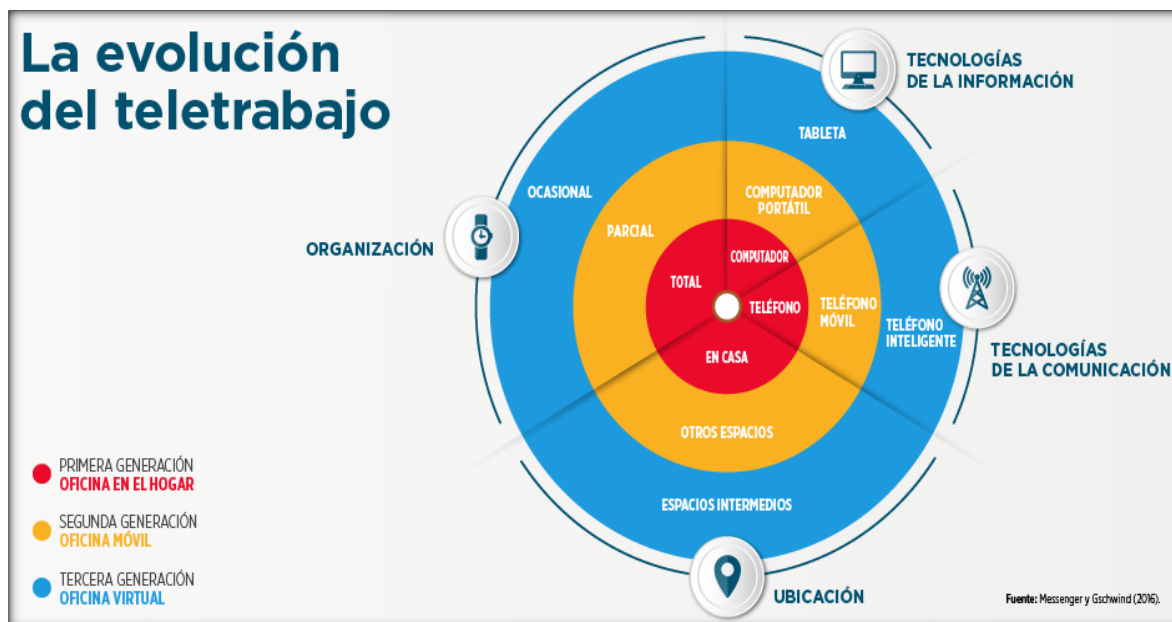 La evolución
del teletrabajo
TECNOLOGÍAS
DE LA INFORMACIÓN
TABLETA
OCASIONAL
COMPUTADOR
PORTÁTIL
PARCIAL
ORGANIZACIÓN
COMPUTADOR
TOTAL
TELÉFONO
TELÉFONO
MÓVIL
TELÉFONO
INTELIGENTE
TECNOLOGÍAS
DE LA COMUNICACIÓN
EN CASA
OTROS ESPACIOS
ESPACIOS INTERMEDIOS
UBICACIÓN
PRIMERA GENERACIÓN
OFICINA EN EL HOGAR
SEGUNDA GENERACIÓN
OFICINA MÓVIL
TERCERA GENERACIÓN
OFICINA VIRTUAL
Fuente: Messenger y Gschwind (2016).